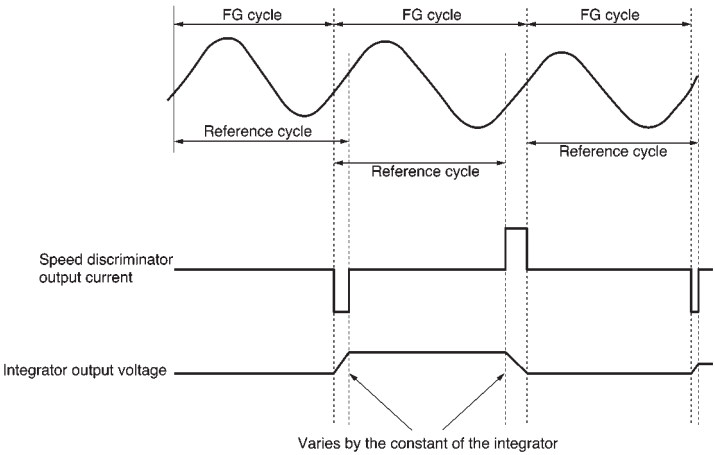 FG cycle
FG cycle
FG cycle
Reference cycle
Reference cycle
Reference cycle
Speed discriminator
output current
Integrator output voltage
Varies by the constant of the integrator